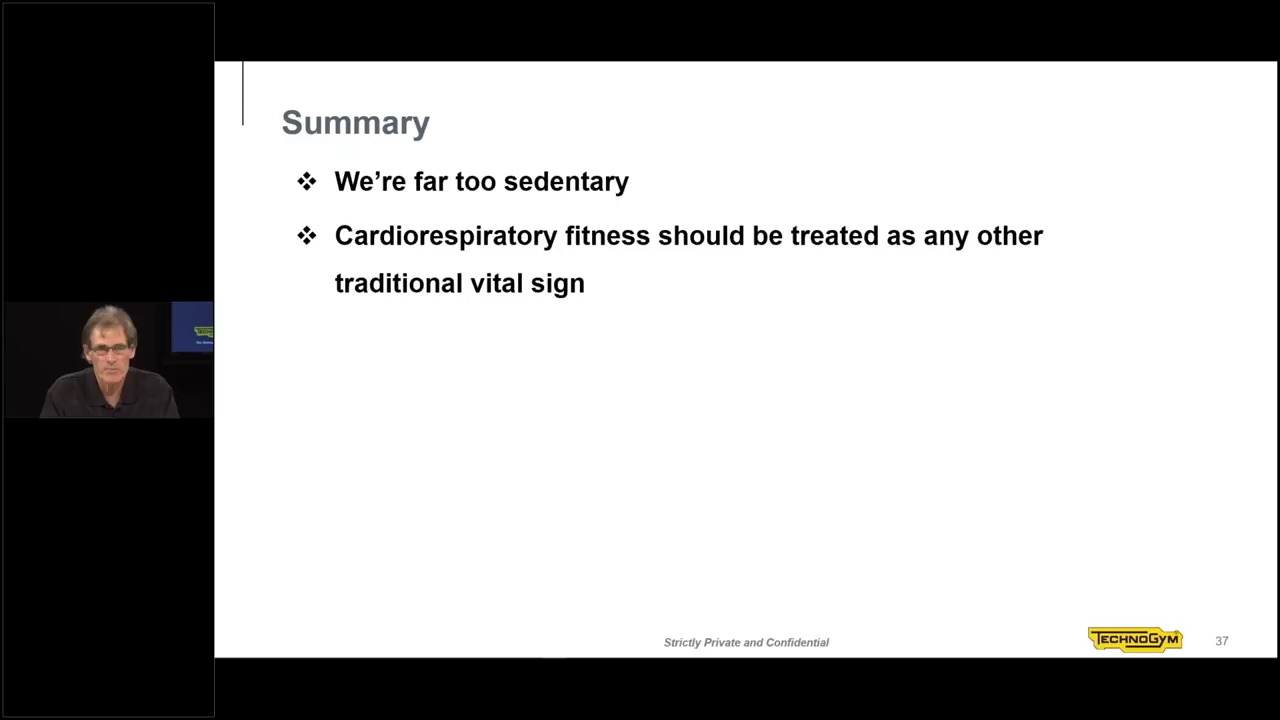 Summary
❖ We're far too sedentary
❖ Cardiorespiratory fitness should be treated as any other
traditional vital sign
Strictly Private and Confidential
TECHNOGYM
37